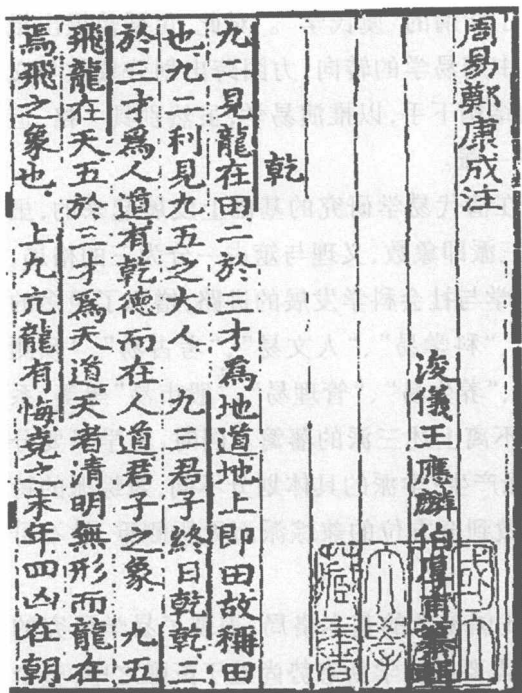 周易鄭康成注
浚儀王應麟伯厚甫纂輯
乾
九二見龍在田二於三才為地道地上即田故稱田
也九二利見九五之大人 九三君子終日乾乾三
於三才爲人道有乾德而在人道君子之象 九五
飛龍在天五於三才爲天道天者清明無形而龍在
焉飛之象也 上九亢龍有悔堯之末年四凶在朝